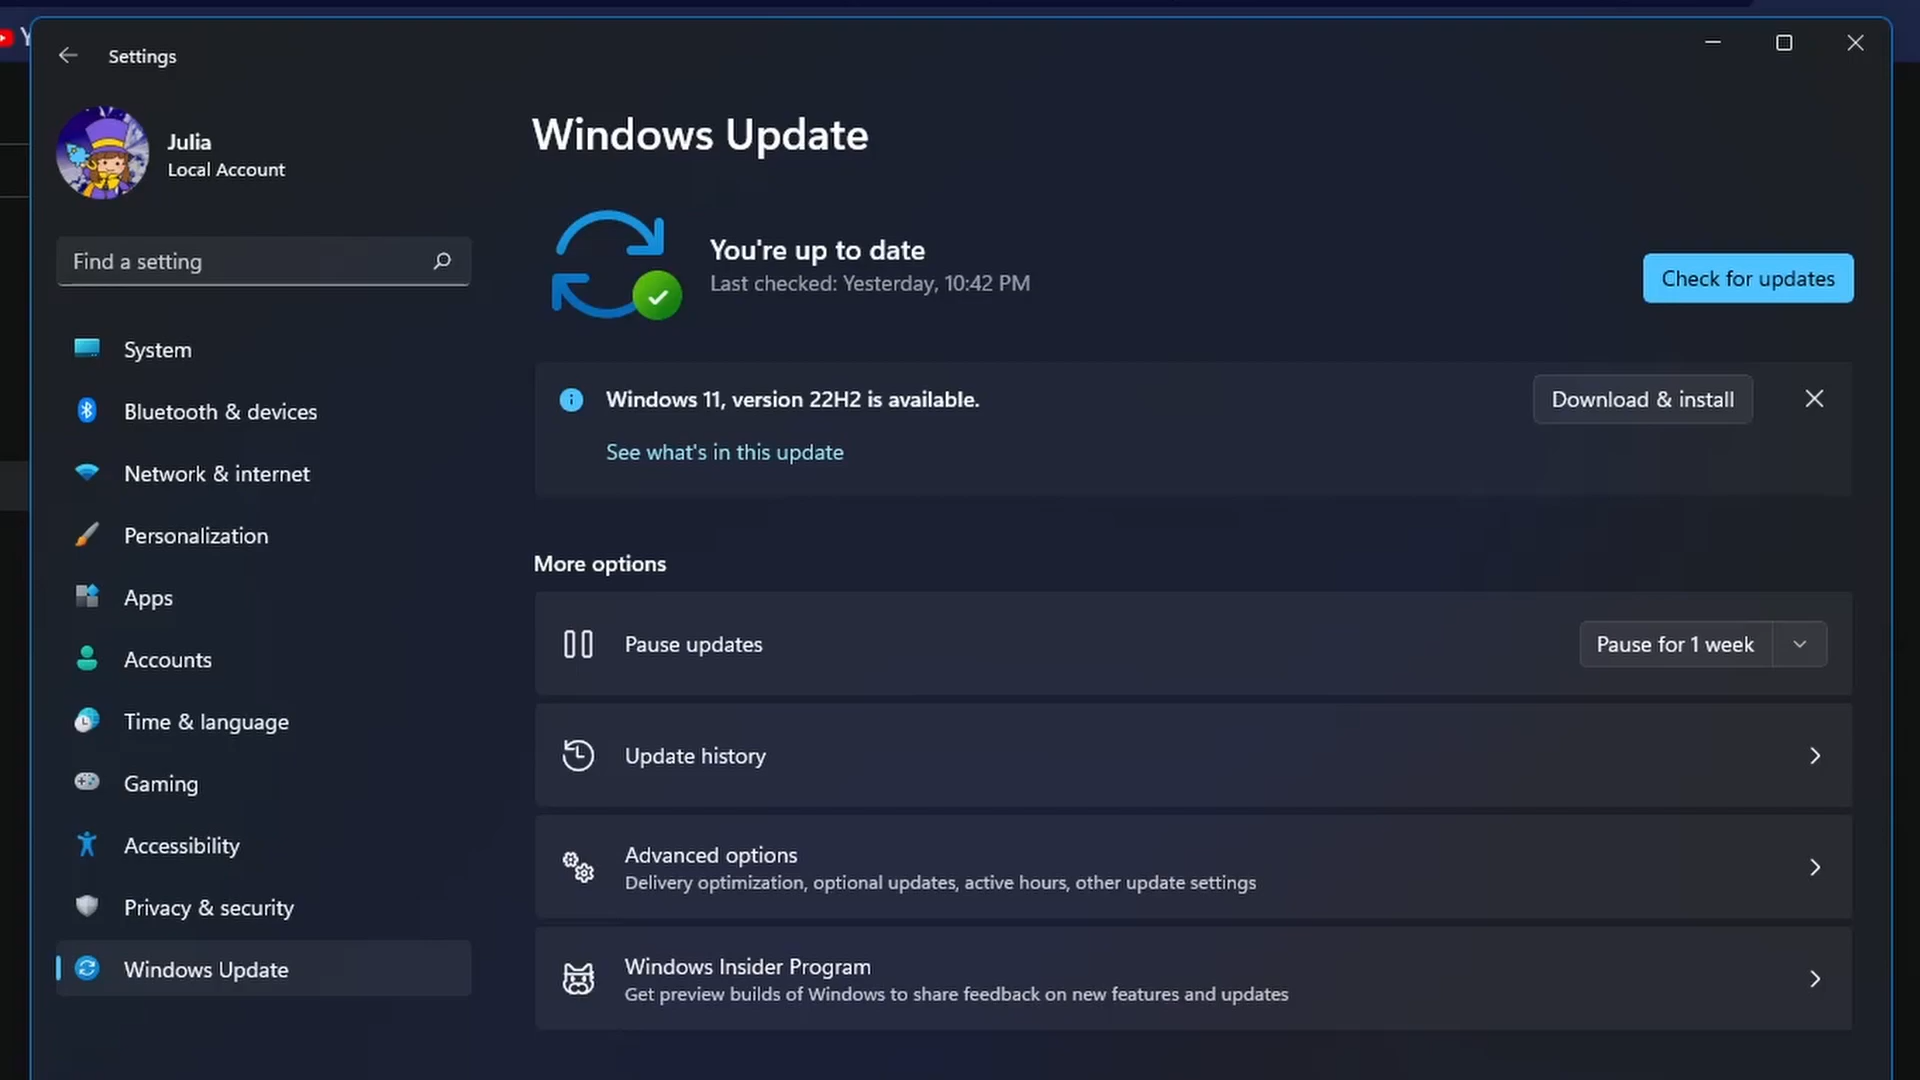 Y
Settings
Julia
Local Account
Find a setting
System
Bluetooth & devices
Network & internet
Personalization
Apps
Accounts
Time & language
Gaming
Accessibility
Privacy & security
Windows Update
Windows Update
You're up to date
Last checked: Yesterday, 10:42 PM
Check for updates
Windows 11, version 22H2 is available.
Download & install
See what's in this update
More options
Pause updates
Pause for 1 week
Update history
Advanced options
Delivery optimization, optional updates, active hours, other update settings
Windows Insider Program
Get preview builds of Windows to share feedback on new features and updates